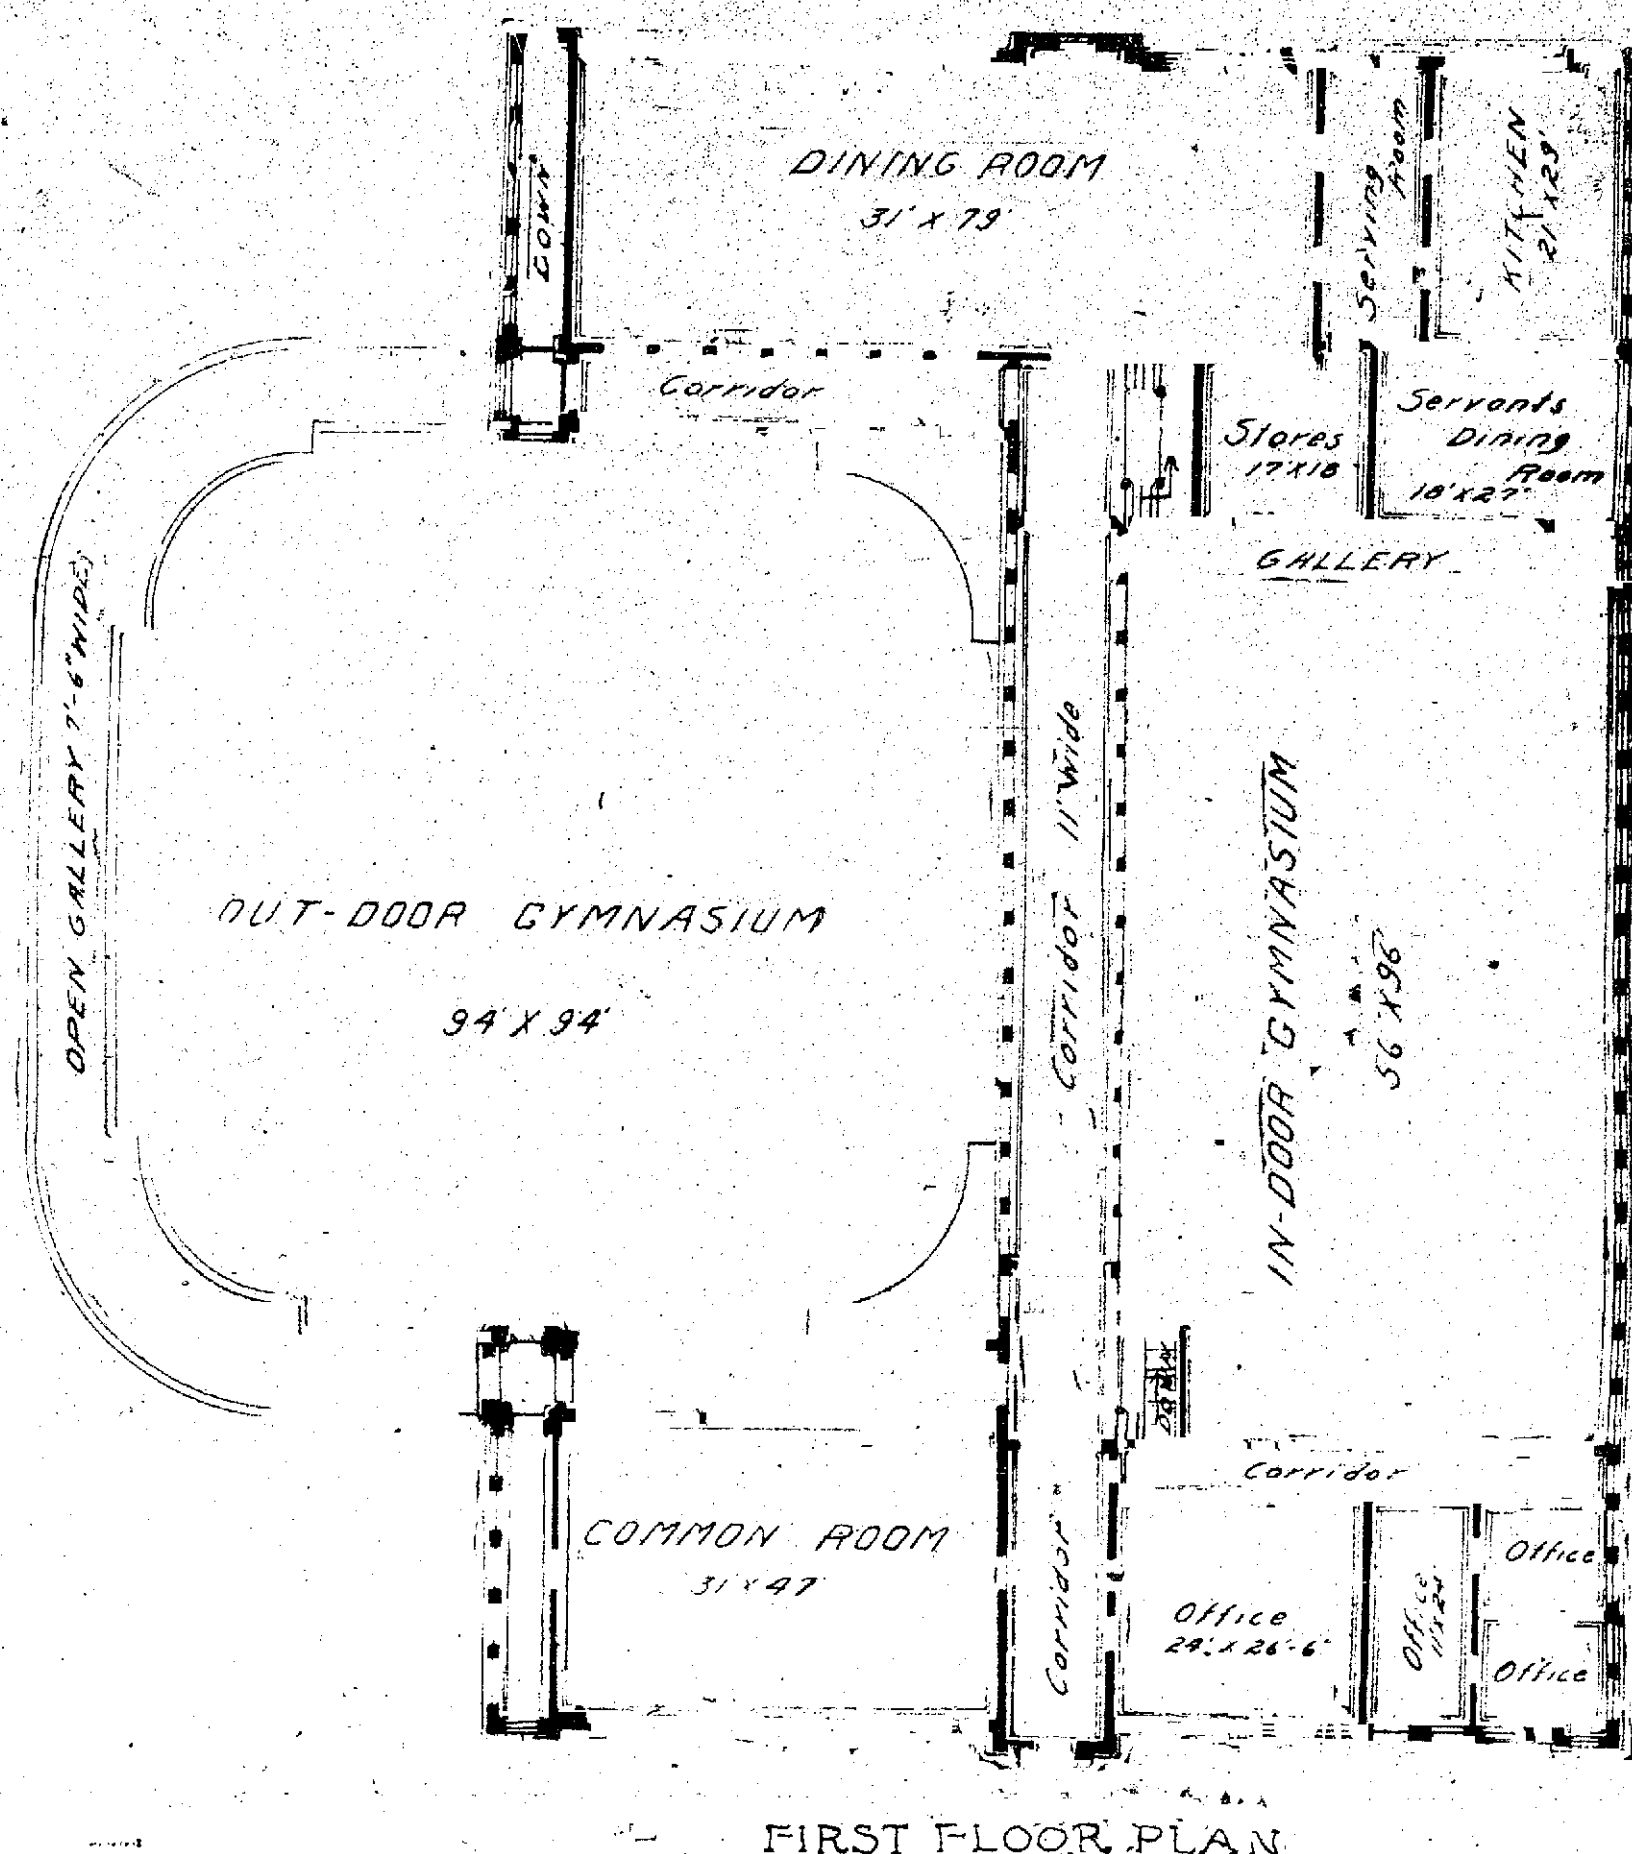 DINING ROOM
31' X 79'
Serving
Room
KITCHEN
21' X 29'
Corridor
Stores
17' X 18'
Servants
Dining
Room
18' X 27'
GALLERY
OPEN GALLERY 7'-6" WIDE
OUT-DOOR GYMNASIUM
94' X 94'
Corridor 11' Wide
IN-DOOR GYMNASIUM
56' X 96'
Corridor
COMMON ROOM
31' X 47'
Corridor
Office
24' X 26'-6"
Office
11' X 24'
Office
Office
FIRST FLOOR PLAN